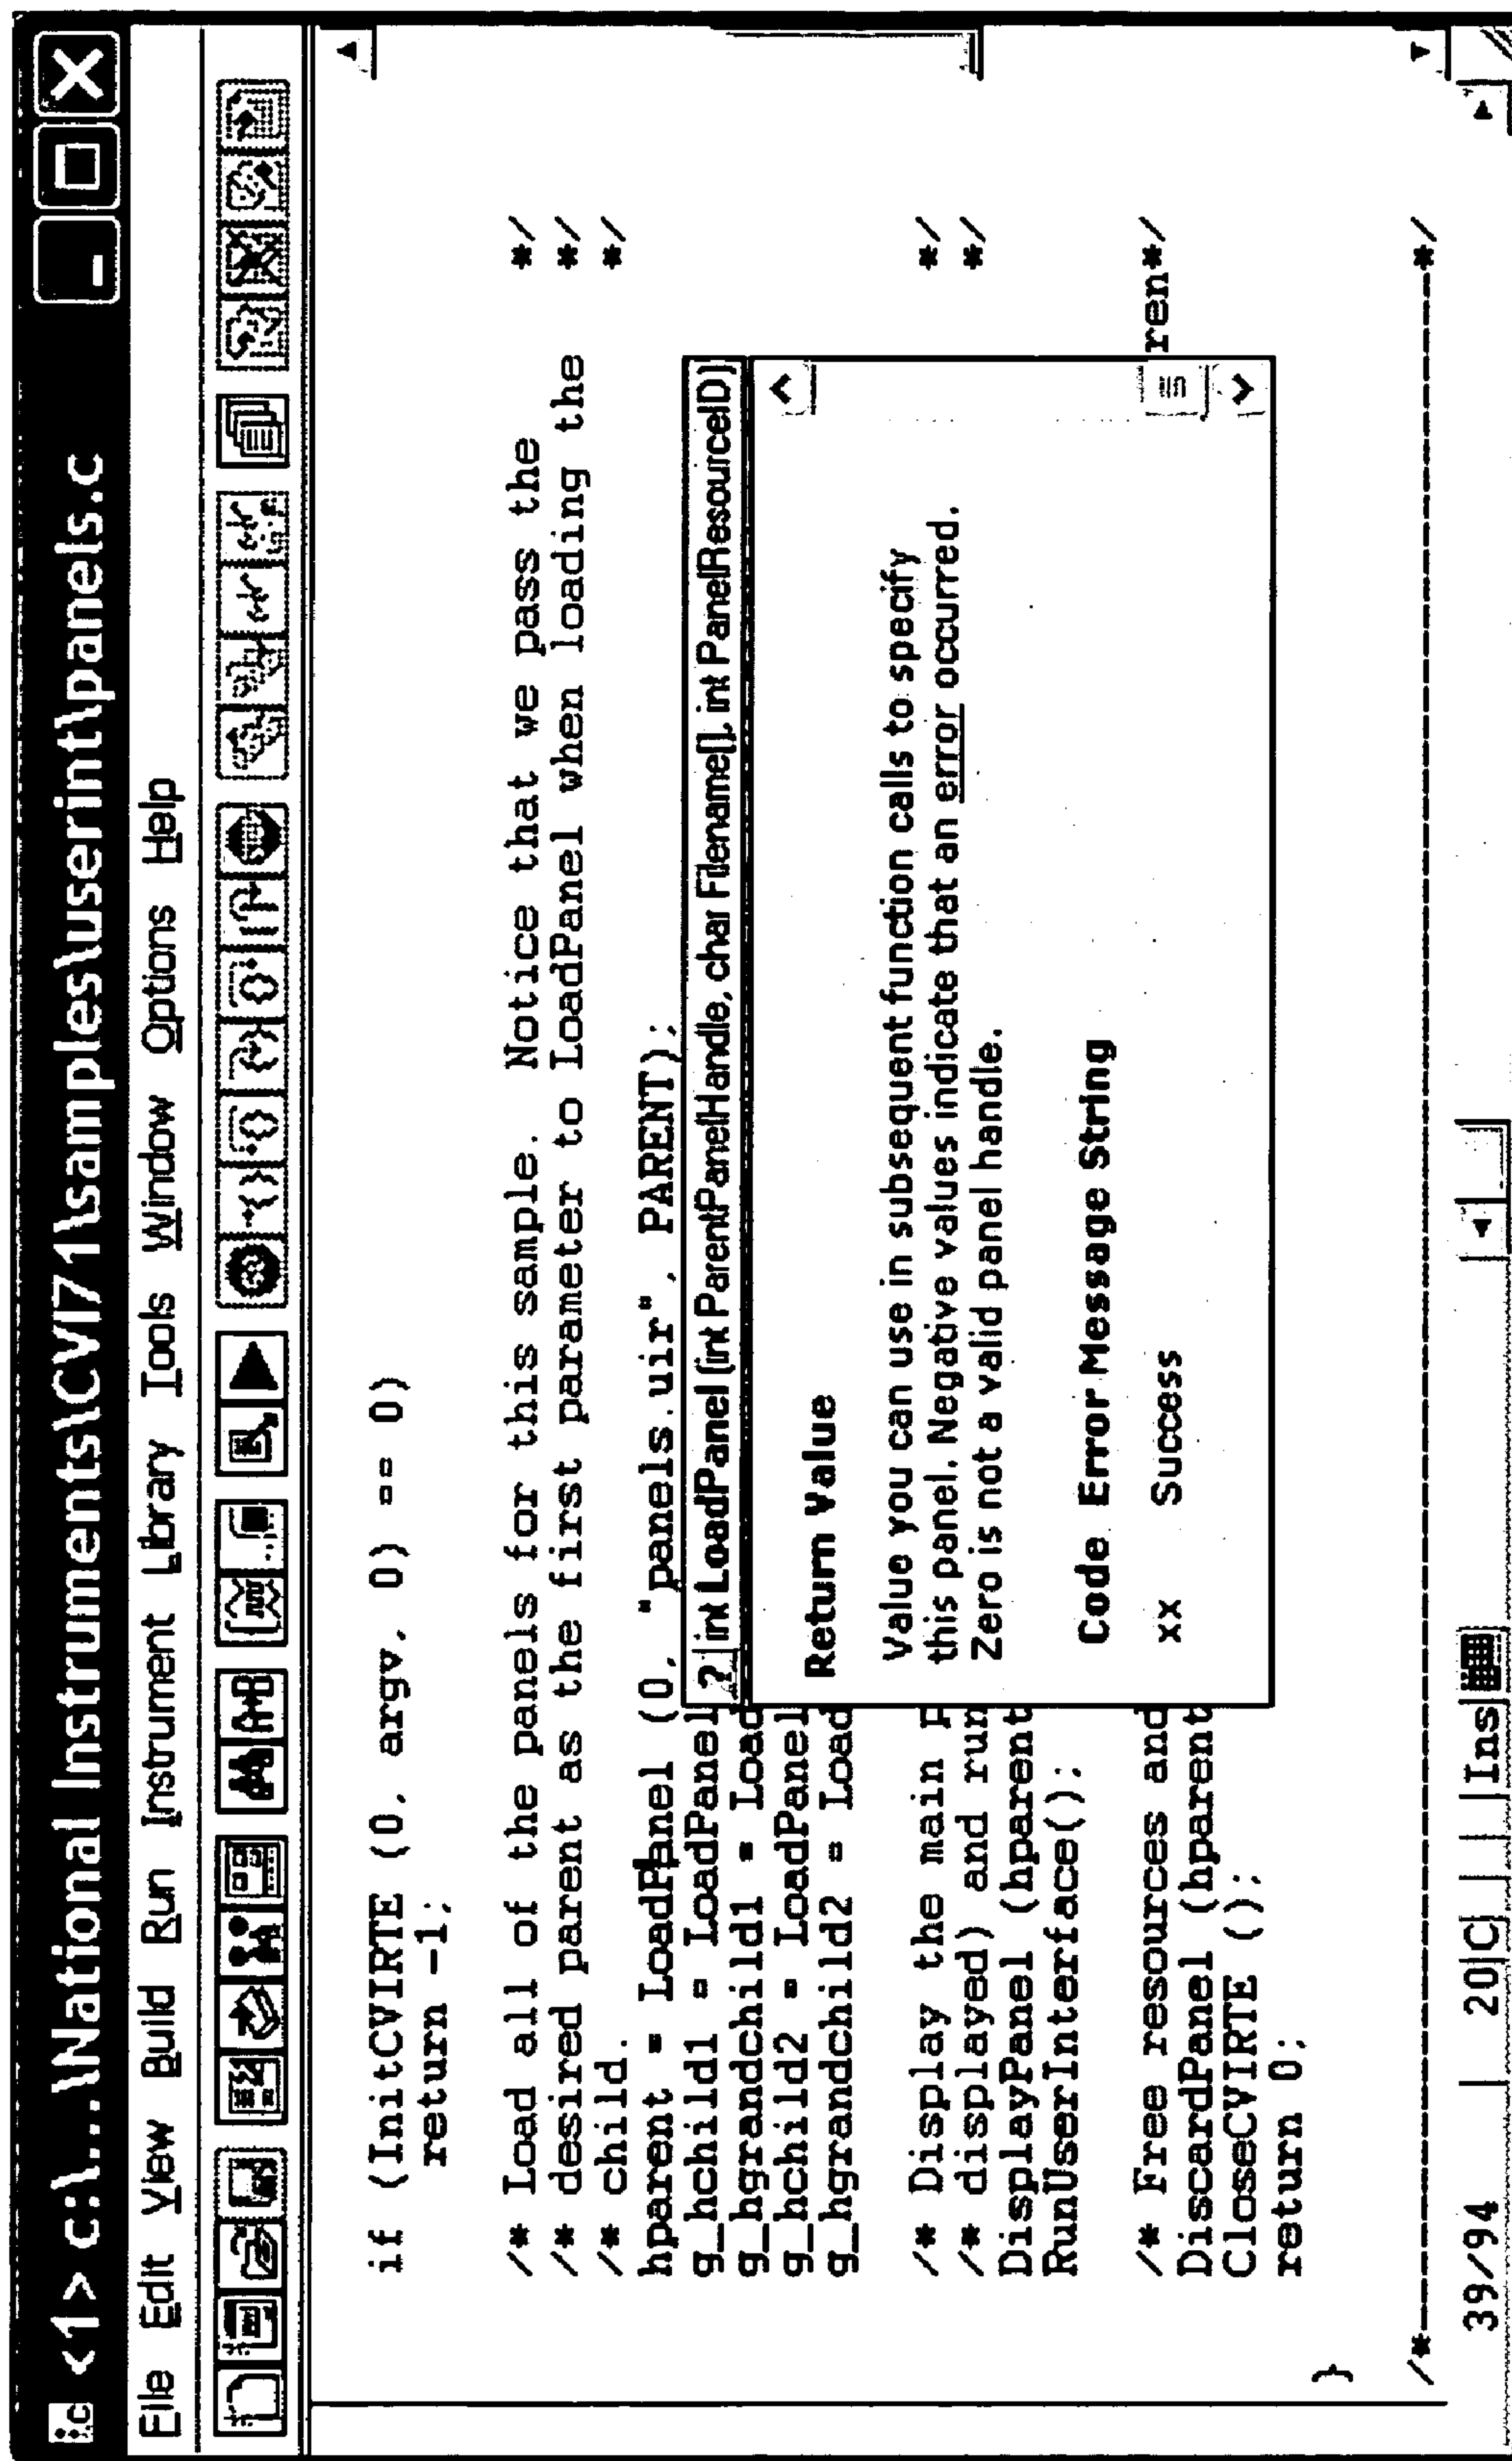 <1> c:\...\National Instruments\CVI71\samples\userint\panels.c
File Edit View Build Run Instrument Library Tools Window Options Help
if (InitCVIRTE (0, argv, 0) == 0)
return -1;
/* Load all of the panels for this sample. Notice that we pass the */
/* desired parent as the first parameter to LoadPanel when loading the */
/* child. */
hparent = LoadPanel (0, "panels.uir", PARENT);
g_hchild1 = LoadPanel
g_hgrandchild1 = Load
g_hchild2 = LoadPanel
g_hgrandchild2 = Load
? int LoadPanel (int ParentPanelHandle, char Filename[], int PanelResourceID)
Return Value
Value you can use in subsequent function calls to specify
this panel. Negative values indicate that an error occurred.
Zero is not a valid panel handle.
Code Error Message String
xx Success
/* Display the main p */
/* displayed) and run */
DisplayPanel (hparent
RunUserInterface();
/* Free resources and ren*/
DiscardPanel (hparent
CloseCVIRTE ();
return 0;
}
/*------------------------------------------------------------*/
39/94 20 C Ins